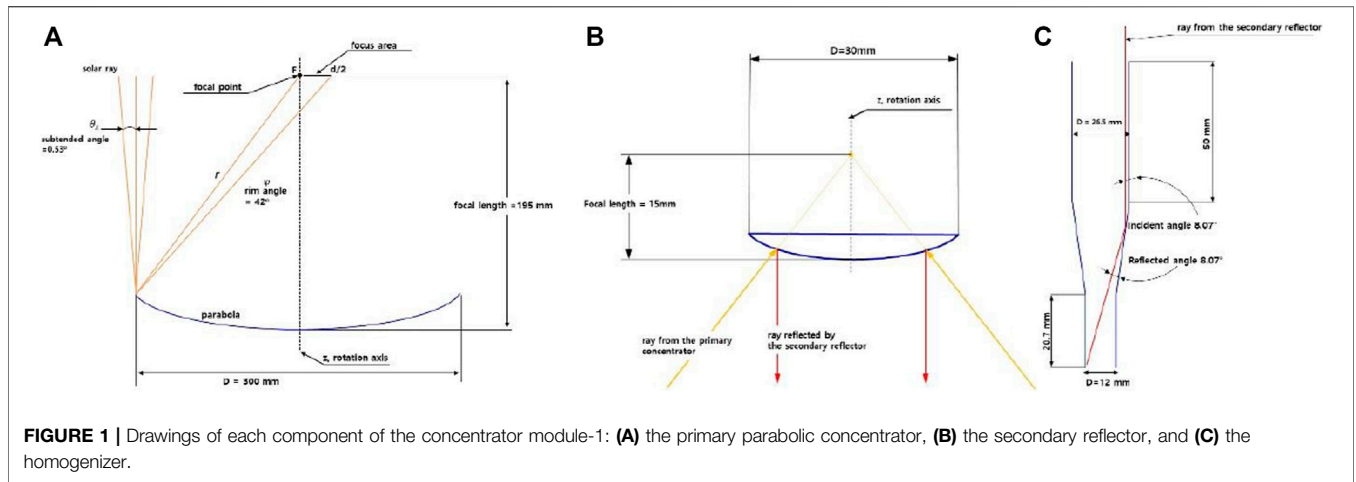 A
focus area
solar ray
F
d/2
focal point
θs
subtended angle
=0.53°
r
φ
rim angle
= 42°
focal length =195 mm
parabola
z, rotation axis
D = 300 mm
B
D=30mm
z, rotation axis
Focal length = 15mm
ray from the primary
concentrator
ray reflected by
the secondary reflector
C
ray from the secondary reflector
D = 26.5 mm
50 mm
Incident angle 8.07°
Reflected angle 8.07°
20.7 mm
D=12 mm
FIGURE 1 | Drawings of each component of the concentrator module-1: (A) the primary parabolic concentrator, (B) the secondary reflector, and (C) the
homogenizer.